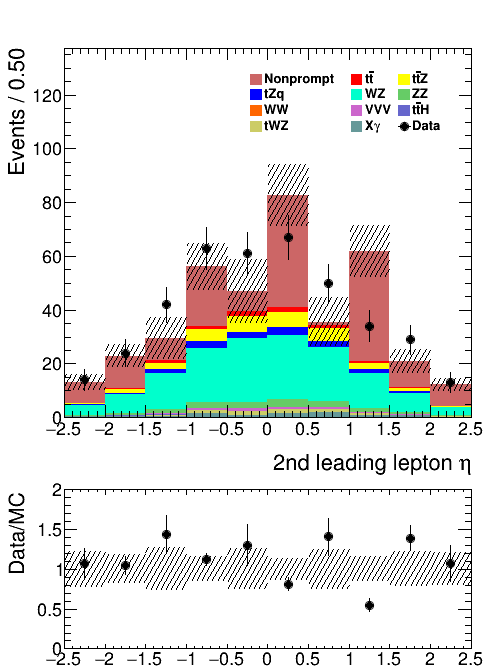 Events / 0.50
120
100
80
60
40
20
0
Nonprompt tt̄ tt̄Z
tZq WZ ZZ
WW VVV tt̄H
tWZ Xγ Data
−2.5 −2 −1.5 −1 −0.5 0 0.5 1 1.5 2 2.5
2nd leading lepton η
Data/MC
2
1.5
1
0.5
0
−2.5 −2 −1.5 −1 −0.5 0 0.5 1 1.5 2 2.5